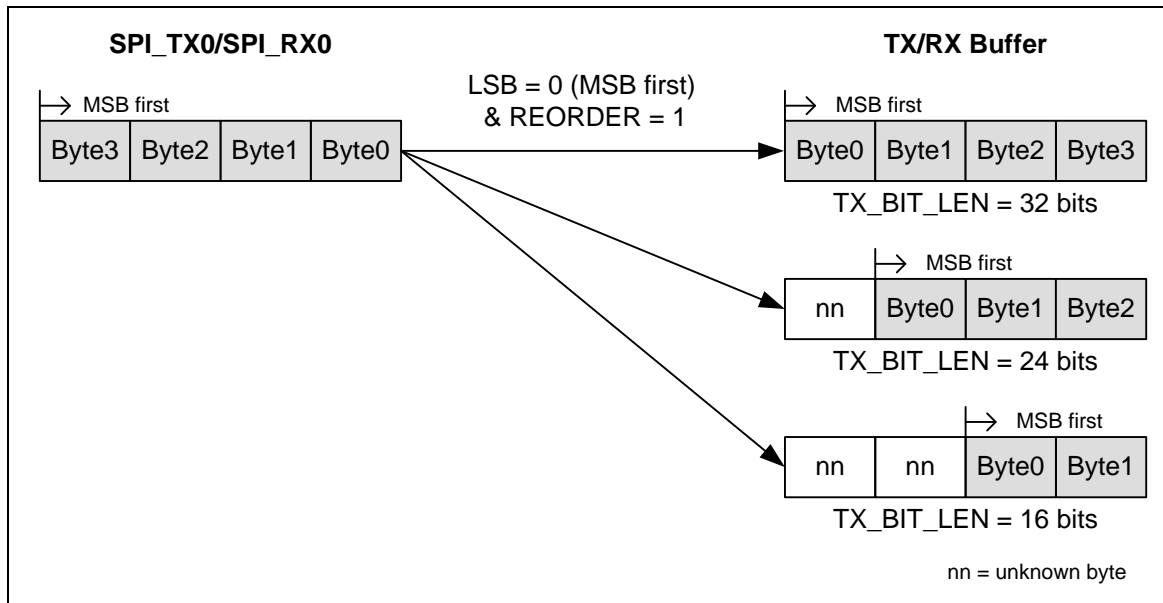 SPI_TX0/SPI_RX0
TX/RX Buffer
LSB = 0 (MSB first)
& REORDER = 1
MSB first
MSB first
Byte3 Byte2 Byte1 Byte0
Byte0 Byte1 Byte2 Byte3
TX_BIT_LEN = 32 bits
MSB first
nn Byte0 Byte1 Byte2
TX_BIT_LEN = 24 bits
MSB first
nn nn Byte0 Byte1
TX_BIT_LEN = 16 bits
nn = unknown byte